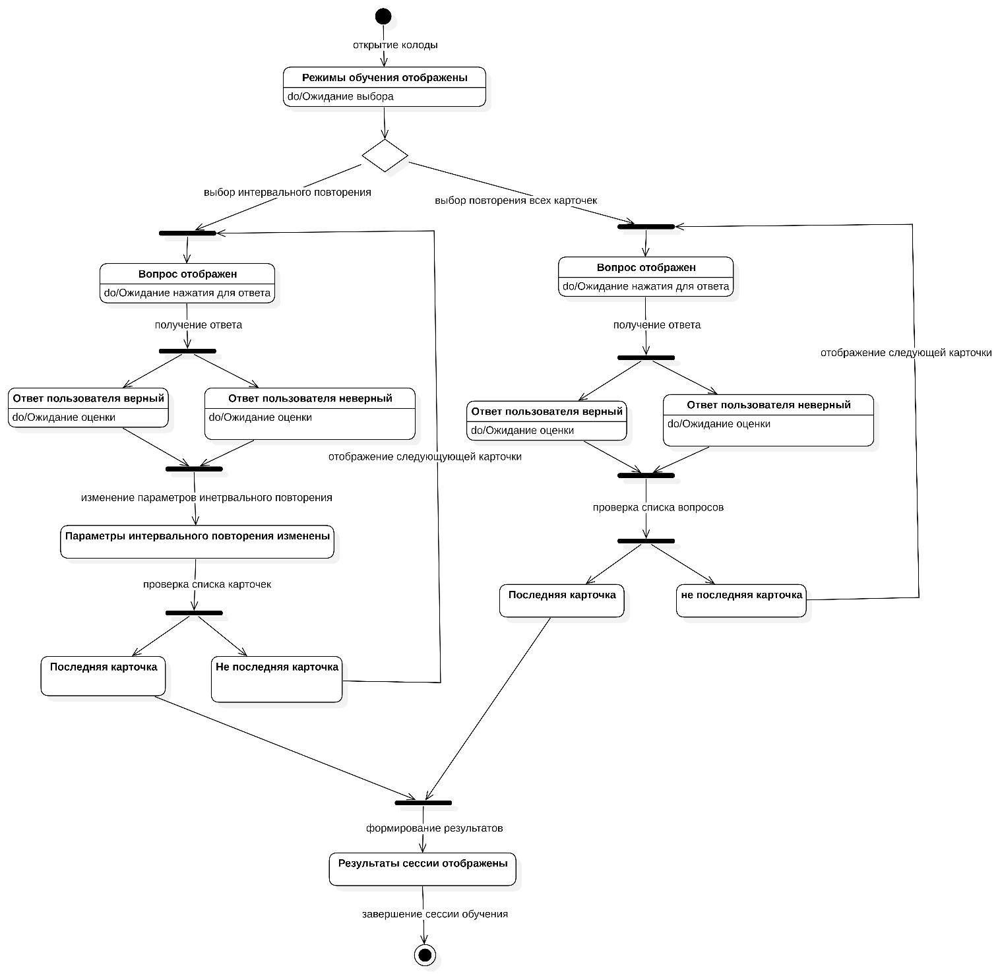 открытие колоды
Режимы обучения отображены
do/Ожидание выбора
выбор интервального повторения
выбор повторения всех карточек
Вопрос отображен
do/Ожидание нажатия для ответа
получение ответа
Ответ пользователя верный
do/Ожидание оценки
Ответ пользователя неверный
do/Ожидание оценки
отображение следующующей карточки
изменение параметров инетрвального повторения
Параметры интервального повторения изменены
проверка списка карточек
Последняя карточка
Не последняя карточка
Вопрос отображен
do/Ожидание нажатия для ответа
получение ответа
отображение следующей карточки
Ответ пользователя верный
do/Ожидание оценки
Ответ пользователя неверный
do/Ожидание оценки
проверка списка вопросов
Последняя карточка
не последняя карточка
формирование результатов
Результаты сессии отображены
завершение сессии обучения